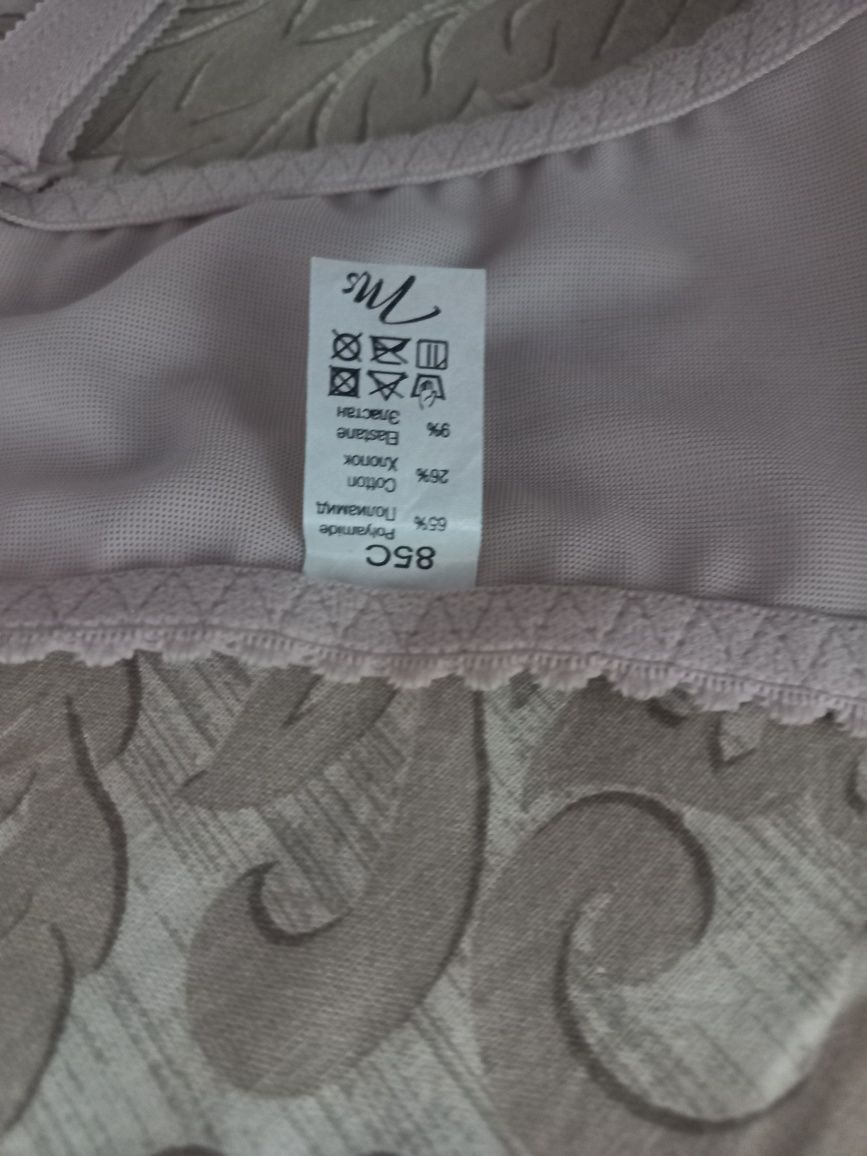 85C
65% Polyamide
Полиамид
26% Cotton
Хлопок
9% Elastane
Эластан
Ms